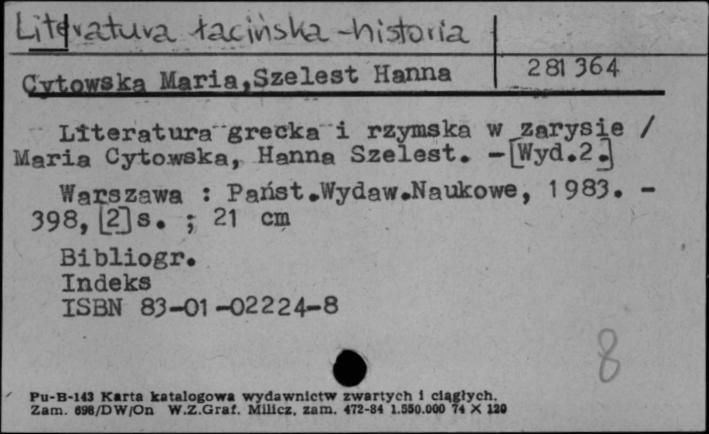 Literatura łacińska - historia
Cytowska Maria, Szelest Hanna
281 364
Literatura grecka i rzymska w zarysie /
Maria Cytowska, Hanna Szelest. - [Wyd.2.]
Warszawa : Państ.Wydaw.Naukowe, 1983. -
398, [2] s. ; 21 cm
Bibliogr.
Indeks
ISBN 83-01-02224-8
8
Pu-B-143 Karta katalogowa wydawnictw zwartych i ciągłych.
Zam. 698/DW/On W.Z.Graf. Milicz, zam. 472-84 1.550.000 74 X 120